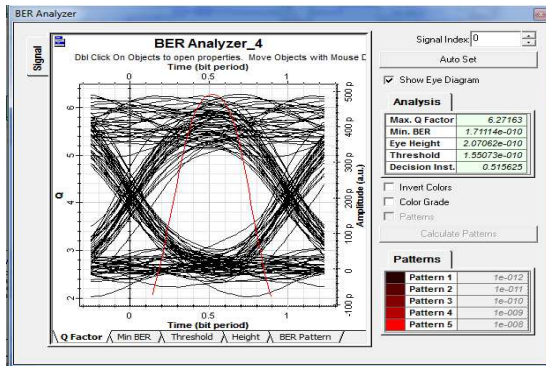 BER Analyzer
Signal
BER Analyzer_4
Dbl Click On Objects to open properties. Move Objects with Mouse D
Time (bit period)
0 0.5 1
Q
6
5
4
3
2
Amplitude (a.u.)
500 p
400 p
300 p
200 p
100 p
0
-100 p
0 0.5 1
Time (bit period)
Q Factor Min BER Threshold Height BER Pattern
Signal Index: 0
Auto Set
Show Eye Diagram
Analysis
Max. Q Factor 6.27163
Min. BER 1.71114e-010
Eye Height 2.07062e-010
Threshold 1.55073e-010
Decision Inst. 0.515625
Invert Colors
Color Grade
Patterns
Calculate Patterns
Patterns
Pattern 1 1e-012
Pattern 2 1e-011
Pattern 3 1e-010
Pattern 4 1e-009
Pattern 5 1e-008